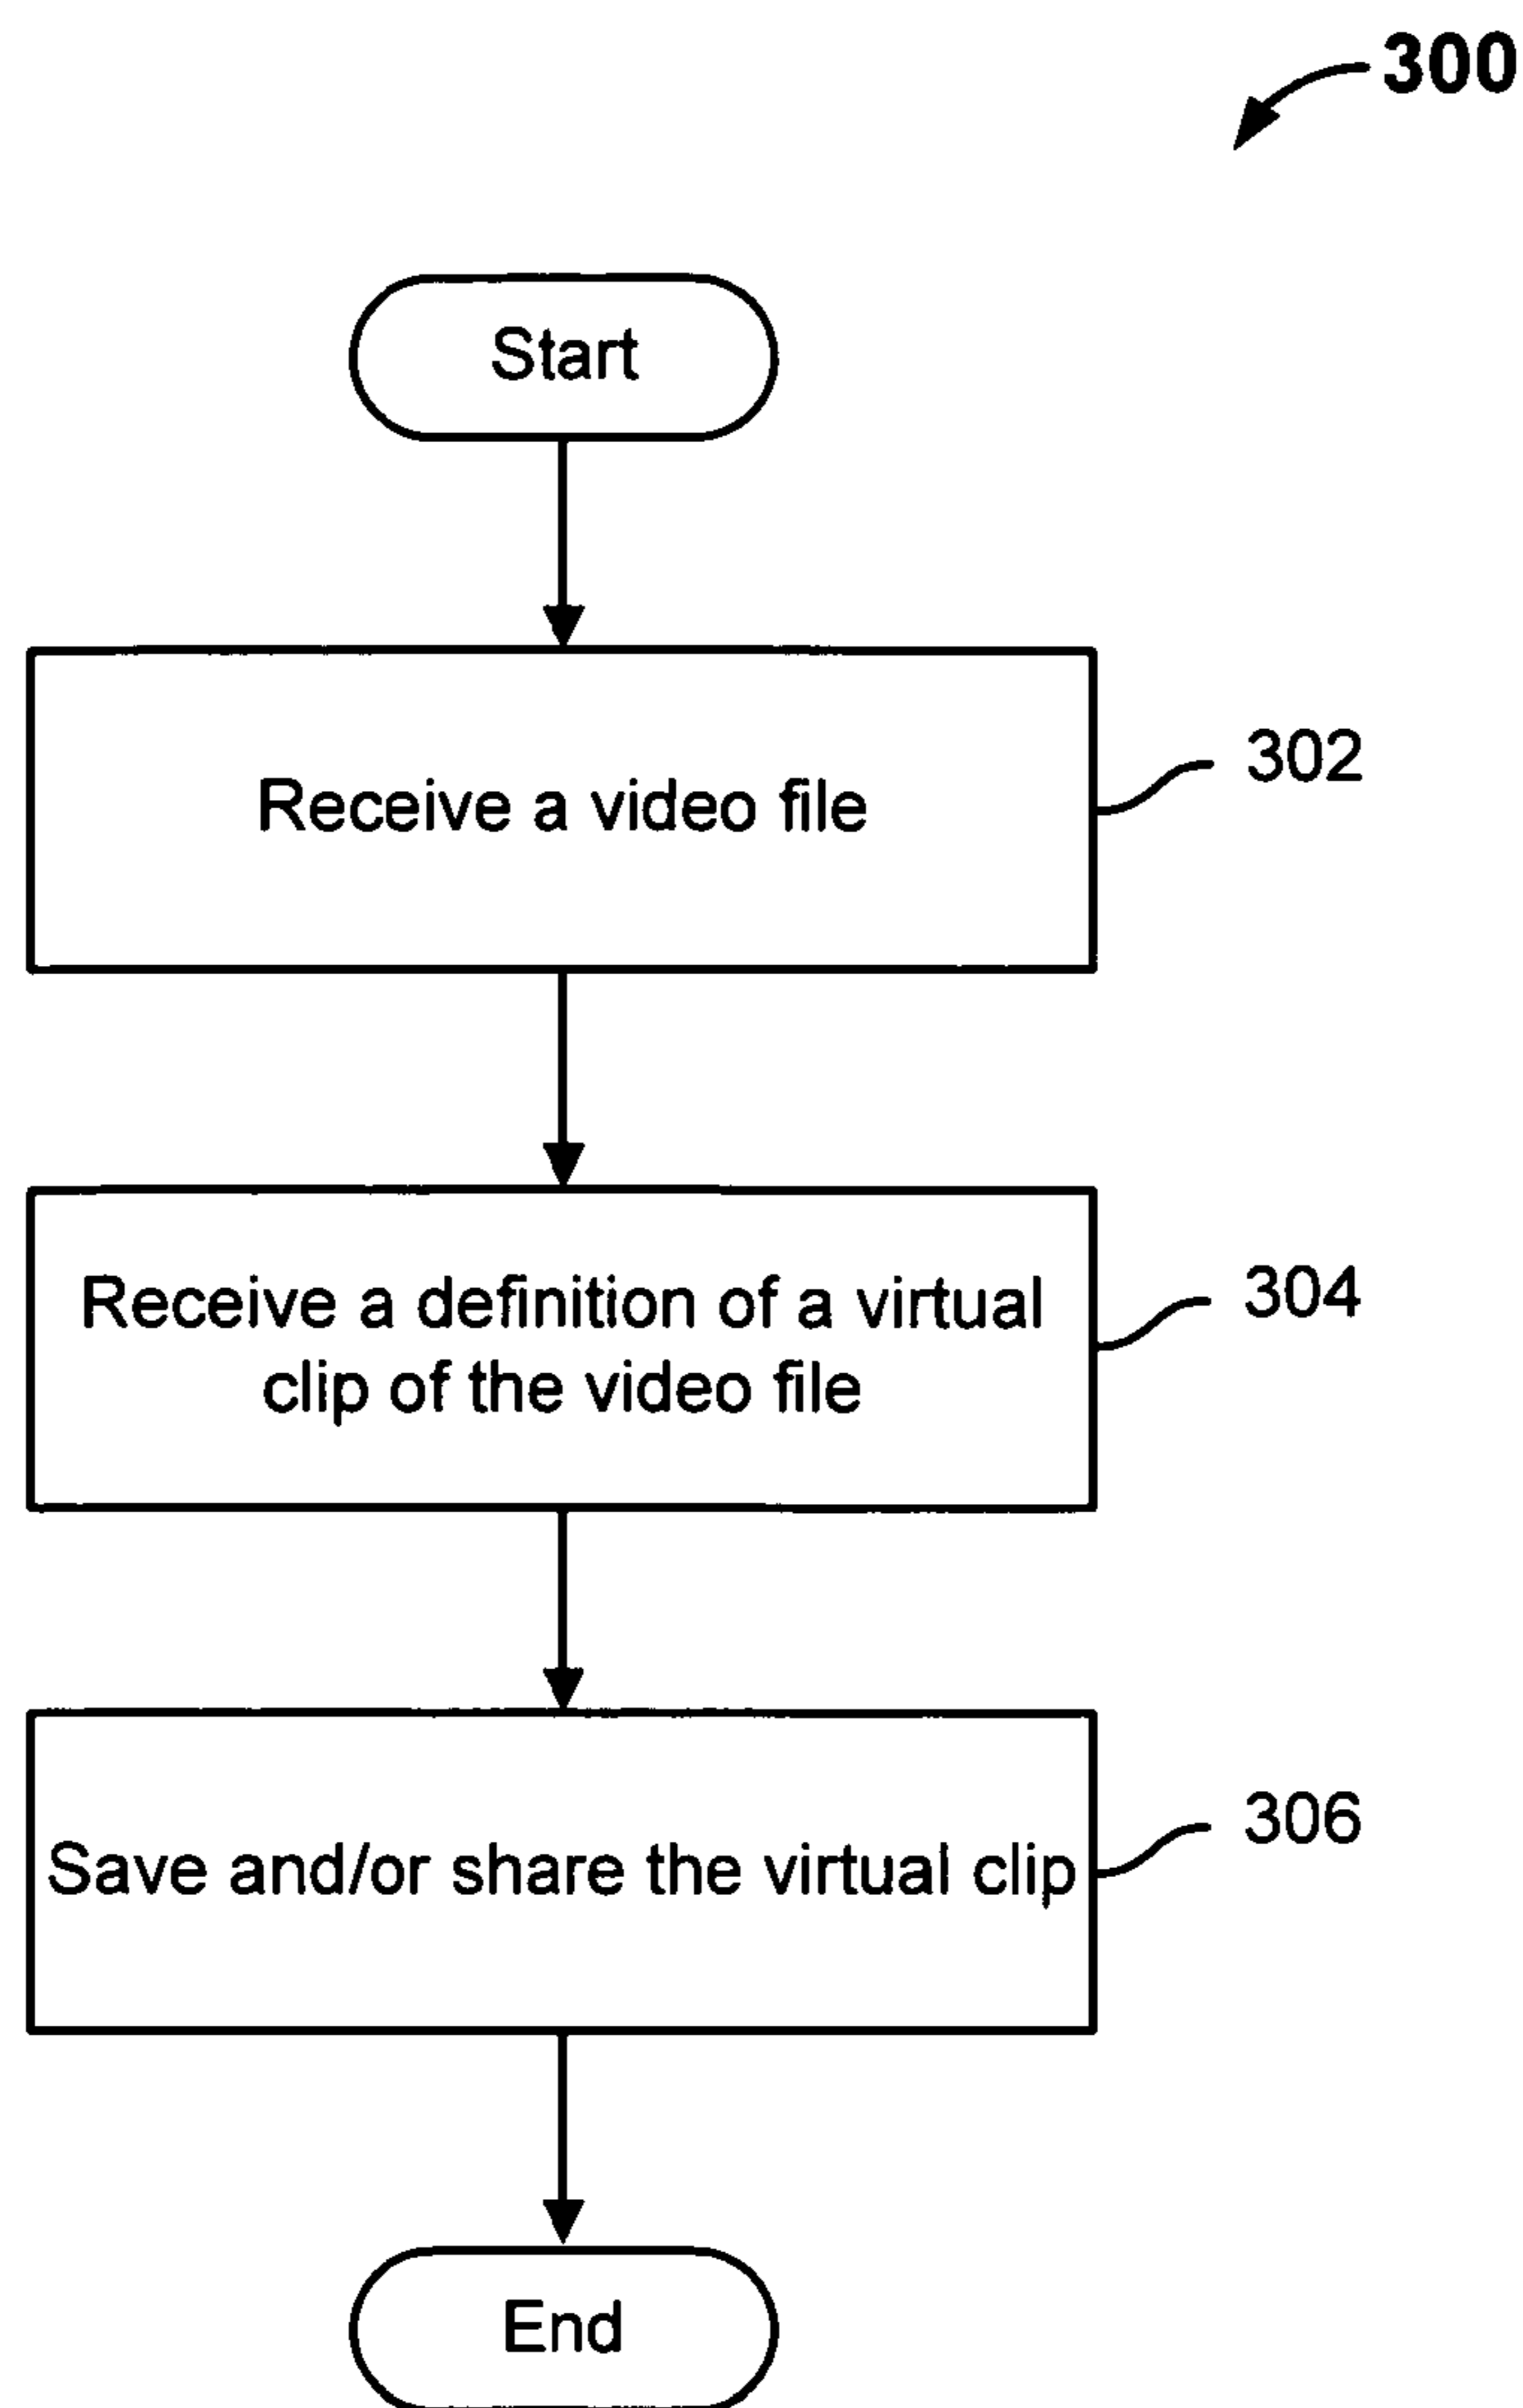 300
Start
Receive a video file
302
Receive a definition of a virtual
clip of the video file
304
Save and/or share the virtual clip
306
End